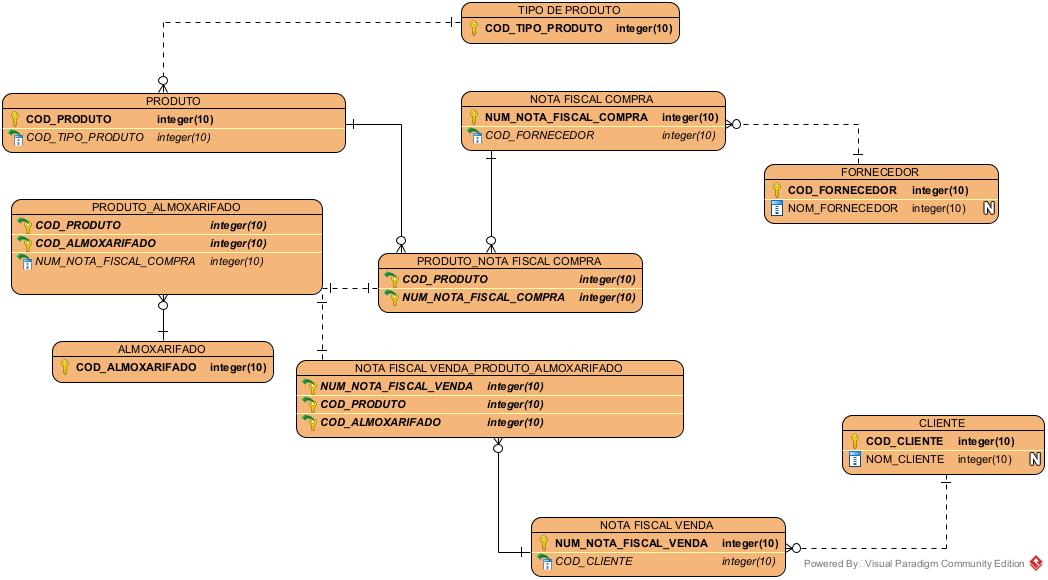 TIPO DE PRODUTO
COD_TIPO_PRODUTO integer(10)
PRODUTO
COD_PRODUTO integer(10)
COD_TIPO_PRODUTO integer(10)
NOTA FISCAL COMPRA
NUM_NOTA_FISCAL_COMPRA integer(10)
COD_FORNECEDOR integer(10)
FORNECEDOR
COD_FORNECEDOR integer(10)
NOM_FORNECEDOR integer(10) N
PRODUTO_ALMOXARIFADO
COD_PRODUTO integer(10)
COD_ALMOXARIFADO integer(10)
NUM_NOTA_FISCAL_COMPRA integer(10)
PRODUTO_NOTA FISCAL COMPRA
COD_PRODUTO integer(10)
NUM_NOTA_FISCAL_COMPRA integer(10)
ALMOXARIFADO
COD_ALMOXARIFADO integer(10)
NOTA FISCAL VENDA_PRODUTO_ALMOXARIFADO
NUM_NOTA_FISCAL_VENDA integer(10)
COD_PRODUTO integer(10)
COD_ALMOXARIFADO integer(10)
CLIENTE
COD_CLIENTE integer(10)
NOM_CLIENTE integer(10) N
NOTA FISCAL VENDA
NUM_NOTA_FISCAL_VENDA integer(10)
COD_CLIENTE integer(10)
Powered By Visual Paradigm Community Edition